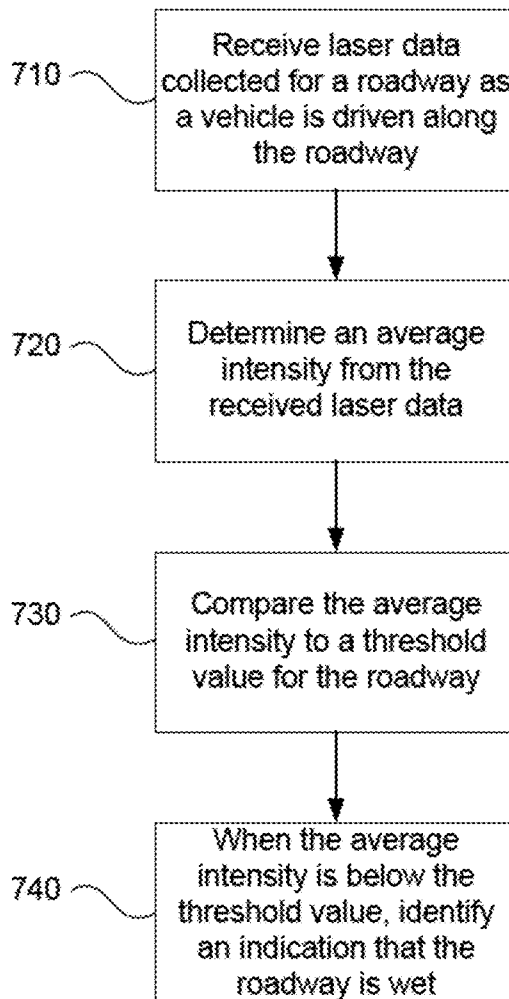 710
Receive laser data
collected for a roadway as
a vehicle is driven along
the roadway
720
Determine an average
intensity from the
received laser data
730
Compare the average
intensity to a threshold
value for the roadway
740
When the average
intensity is below the
threshold value, identify
an indication that the
roadway is wet